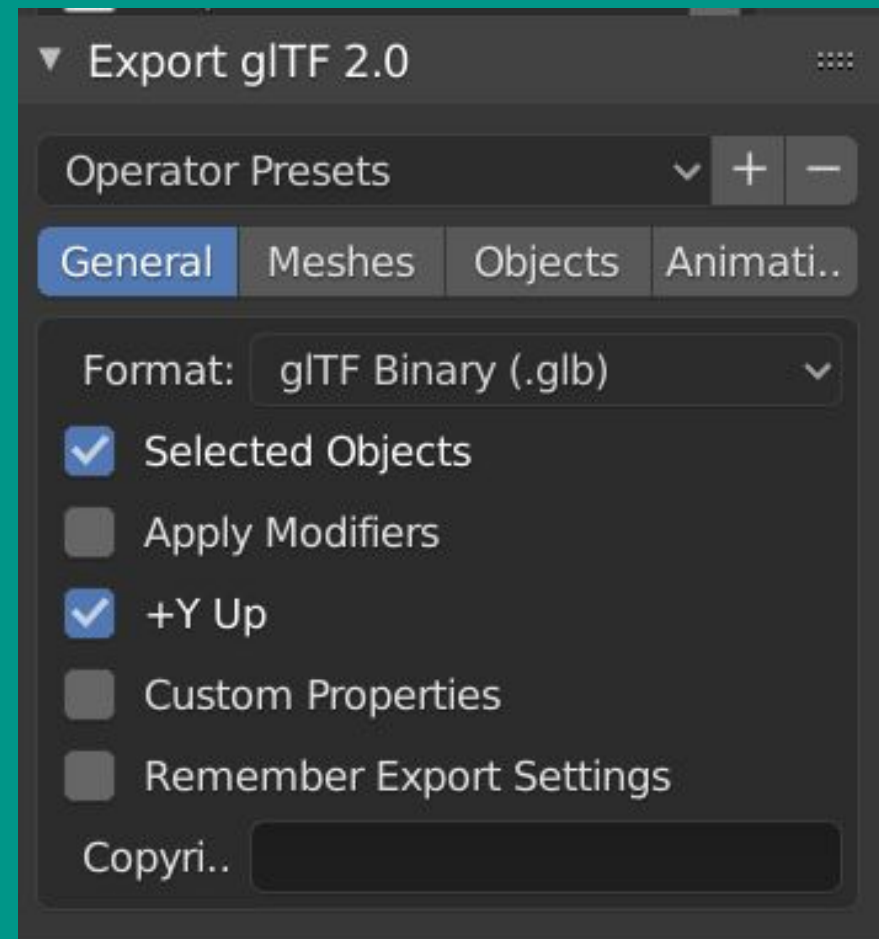 Export glTF 2.0
Operator Presets
General Meshes Objects Animati..
Format: glTF Binary (.glb)
Selected Objects
Apply Modifiers
+Y Up
Custom Properties
Remember Export Settings
Copyri..